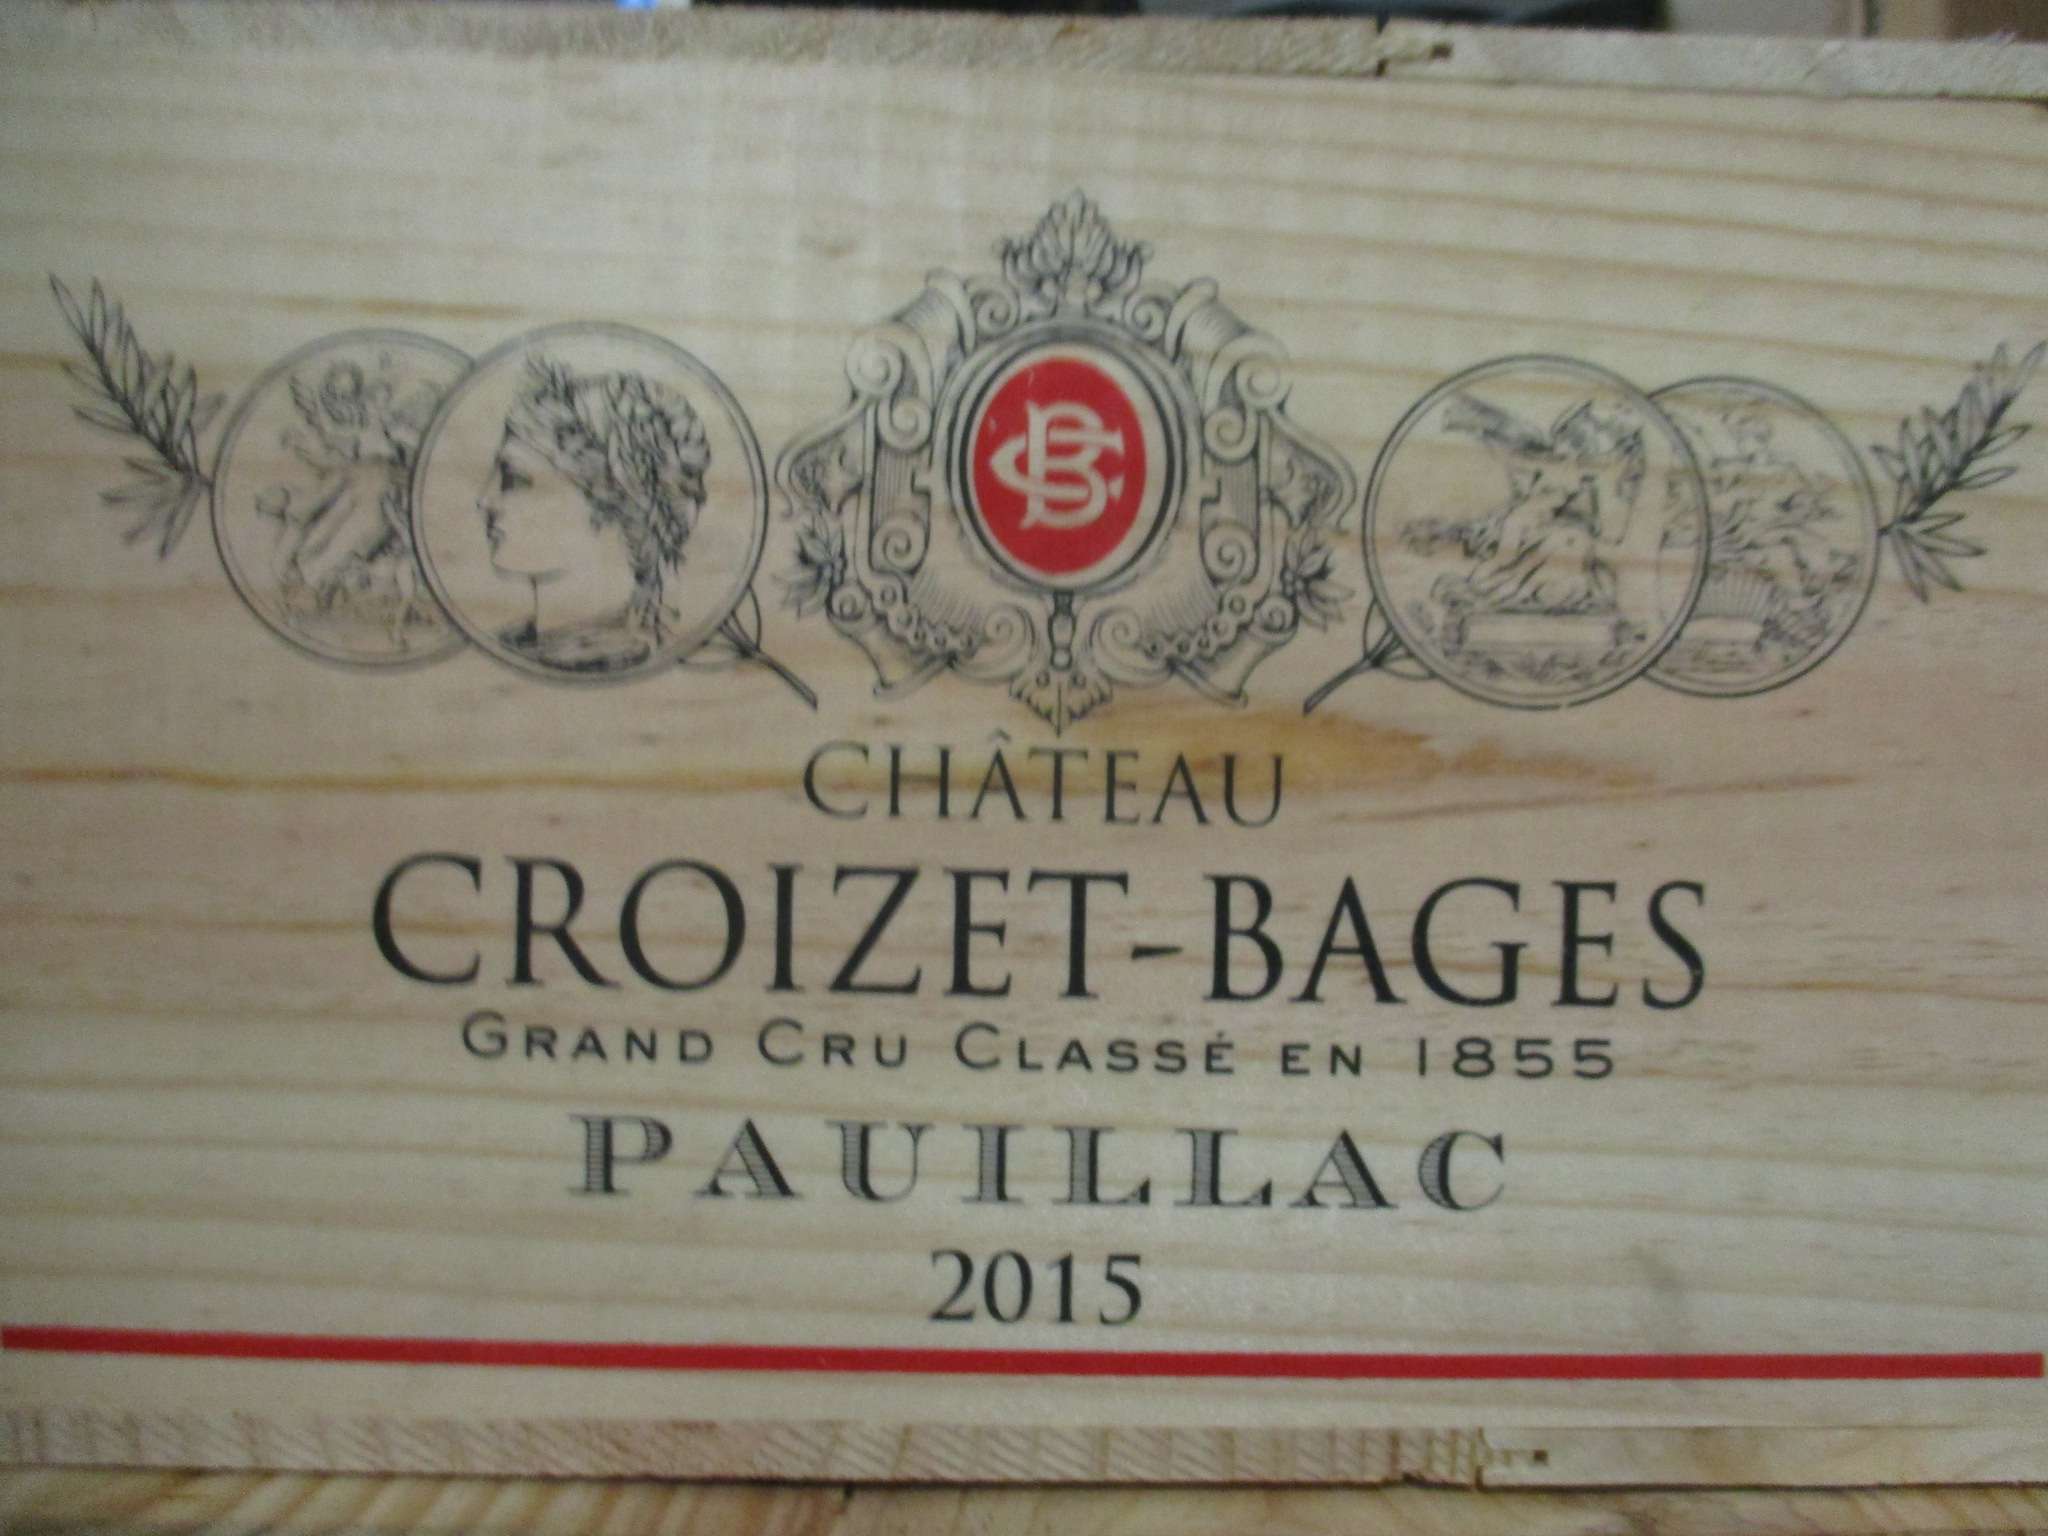 CB
CHÂTEAU
CROIZET-BAGES
GRAND CRU CLASSÉ EN 1855
PAUILLAC
2015